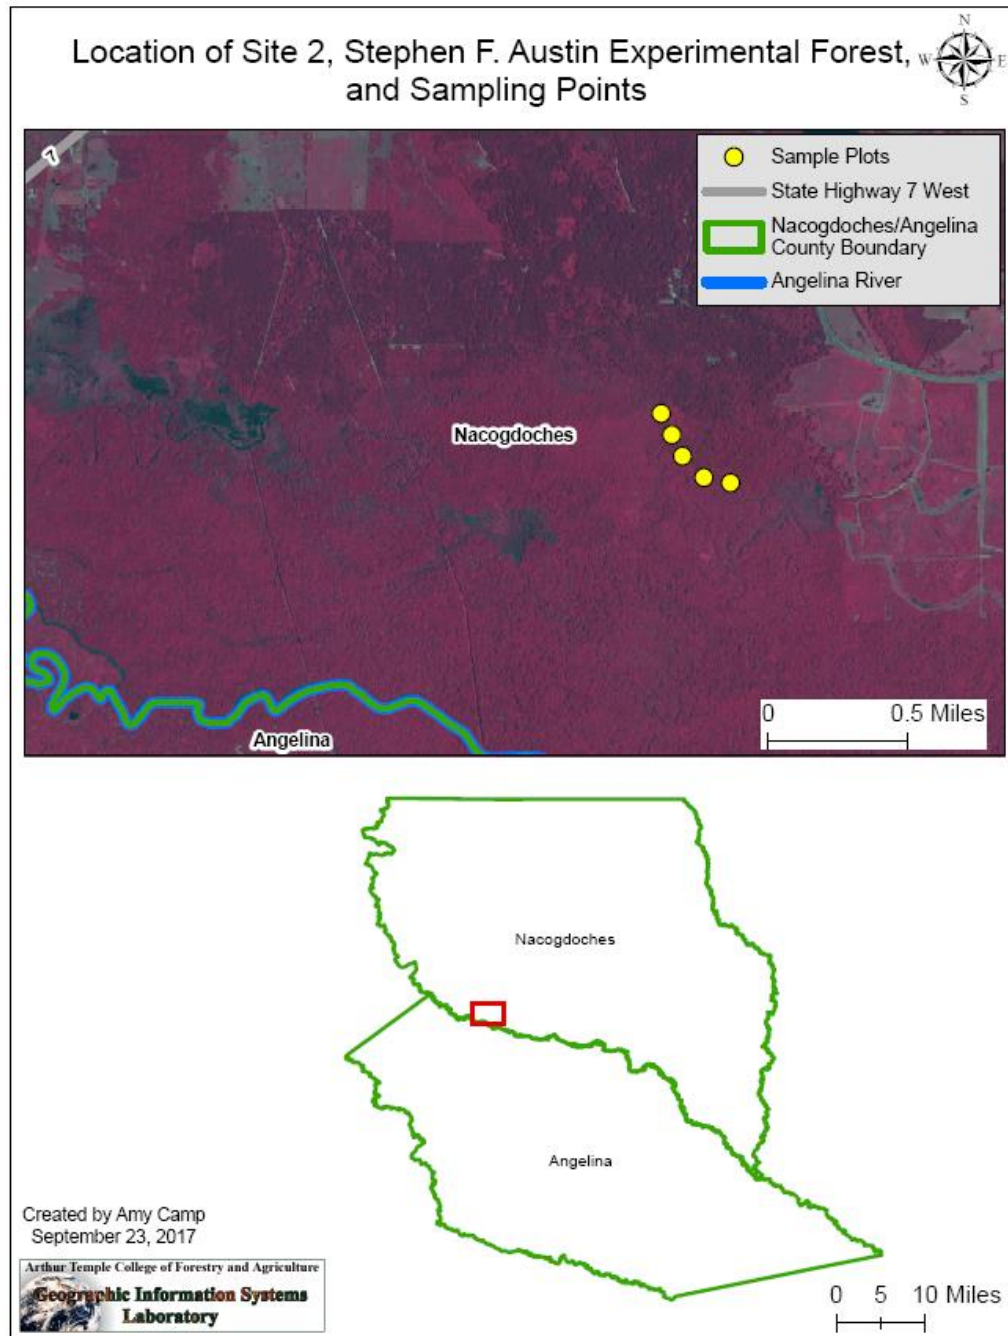 Location of Site 2, Stephen F. Austin Experimental Forest,
and Sampling Points
N
W
E
S
7
Sample Plots
State Highway 7 West
Nacogdoches/Angelina
County Boundary
Angelina River
Nacogdoches
Angelina
0 0.5 Miles
Nacogdoches
Angelina
Created by Amy Camp
September 23, 2017
Arthur Temple College of Forestry and Agriculture
Geographic Information Systems
Laboratory
0 5 10 Miles